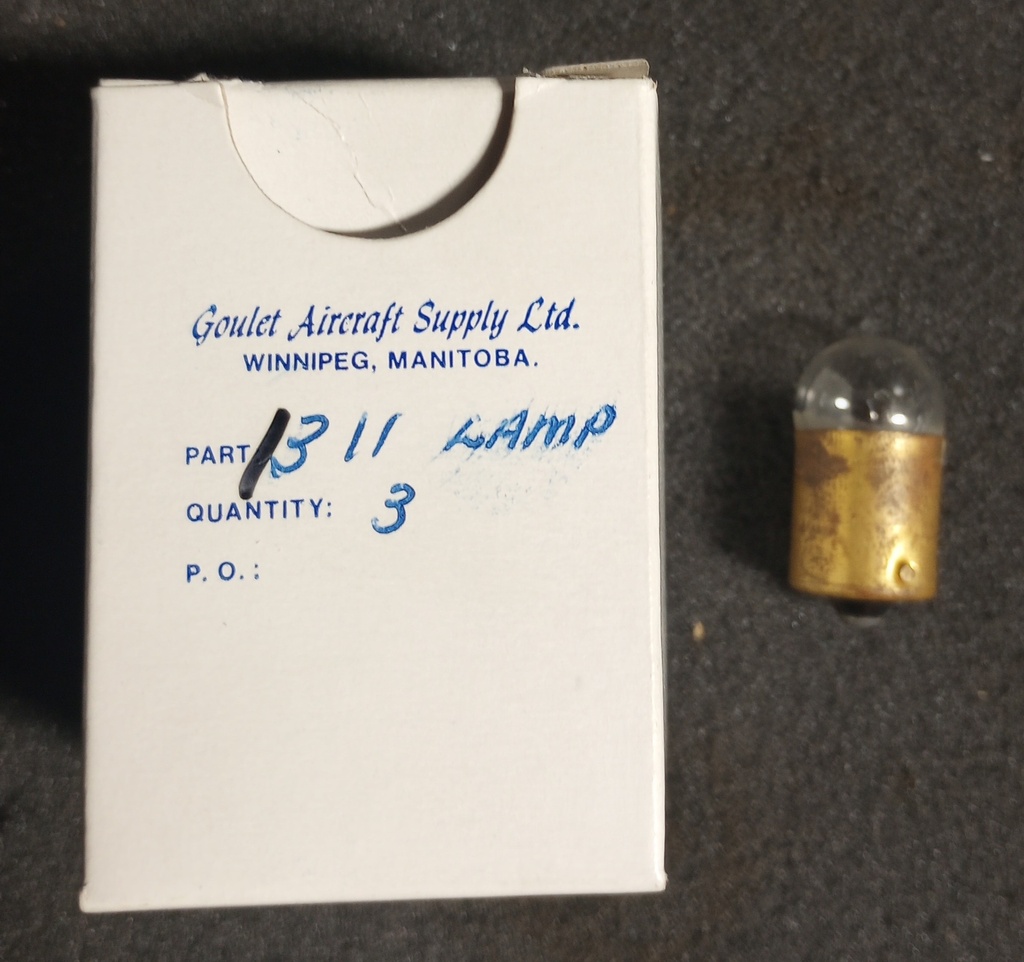 Goulet Aircraft Supply Ltd.
WINNIPEG, MANITOBA.
PART 1311 LAMP
QUANTITY: 3
P. O. :